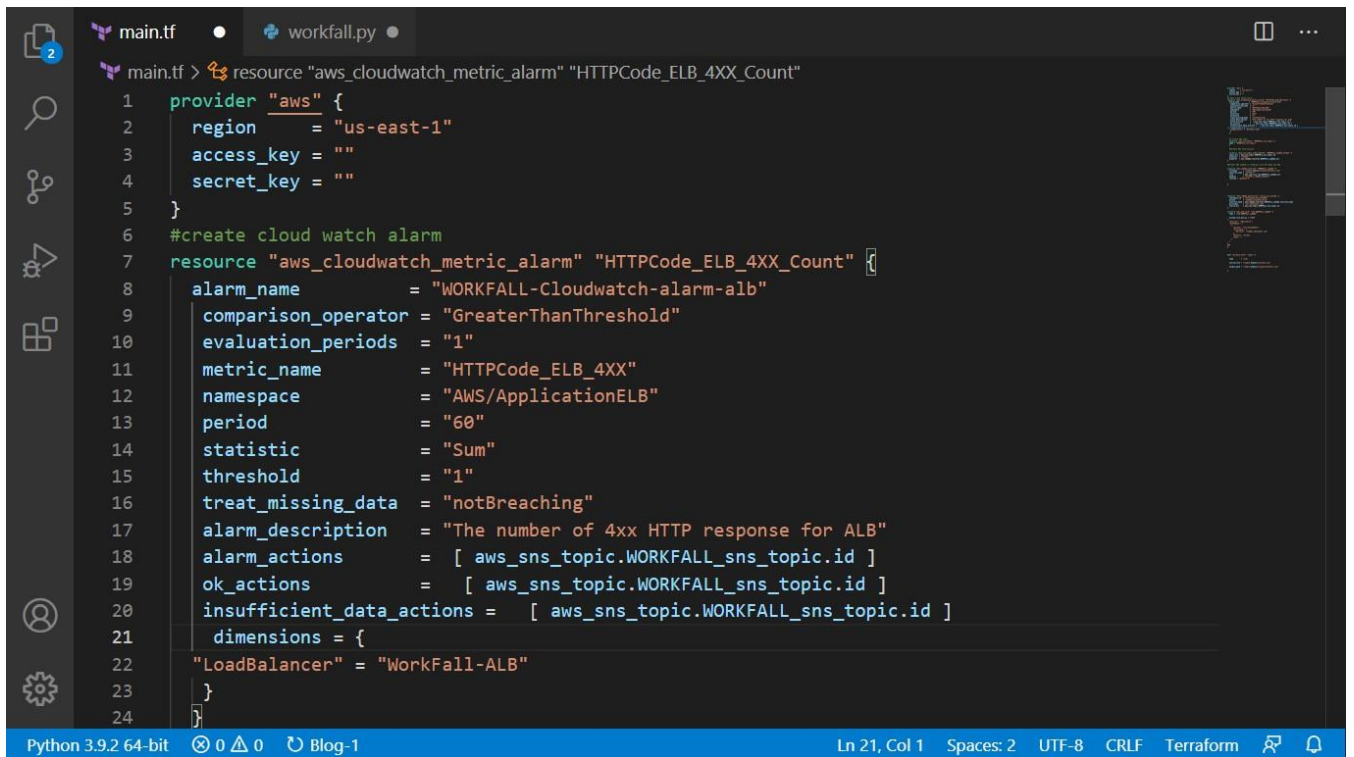 main.tf
workfall.py
2
main.tf > resource "aws_cloudwatch_metric_alarm" "HTTPCode_ELB_4XX_Count"
1 provider "aws" {
2 region = "us-east-1"
3 access_key = ""
4 secret_key = ""
5 }
6 #create cloud watch alarm
7 resource "aws_cloudwatch_metric_alarm" "HTTPCode_ELB_4XX_Count" {
8 alarm_name = "WORKFALL-Cloudwatch-alarm-alb"
9 comparison_operator = "GreaterThanThreshold"
10 evaluation_periods = "1"
11 metric_name = "HTTPCode_ELB_4XX"
12 namespace = "AWS/ApplicationELB"
13 period = "60"
14 statistic = "Sum"
15 threshold = "1"
16 treat_missing_data = "notBreaching"
17 alarm_description = "The number of 4xx HTTP response for ALB"
18 alarm_actions = [ aws_sns_topic.WORKFALL_sns_topic.id ]
19 ok_actions = [ aws_sns_topic.WORKFALL_sns_topic.id ]
20 insufficient_data_actions = [ aws_sns_topic.WORKFALL_sns_topic.id ]
21 dimensions = {
22 "LoadBalancer" = "WorkFall-ALB"
23 }
24 }
Python 3.9.2 64-bit 0 0 Blog-1 Ln 21, Col 1 Spaces: 2 UTF-8 CRLF Terraform